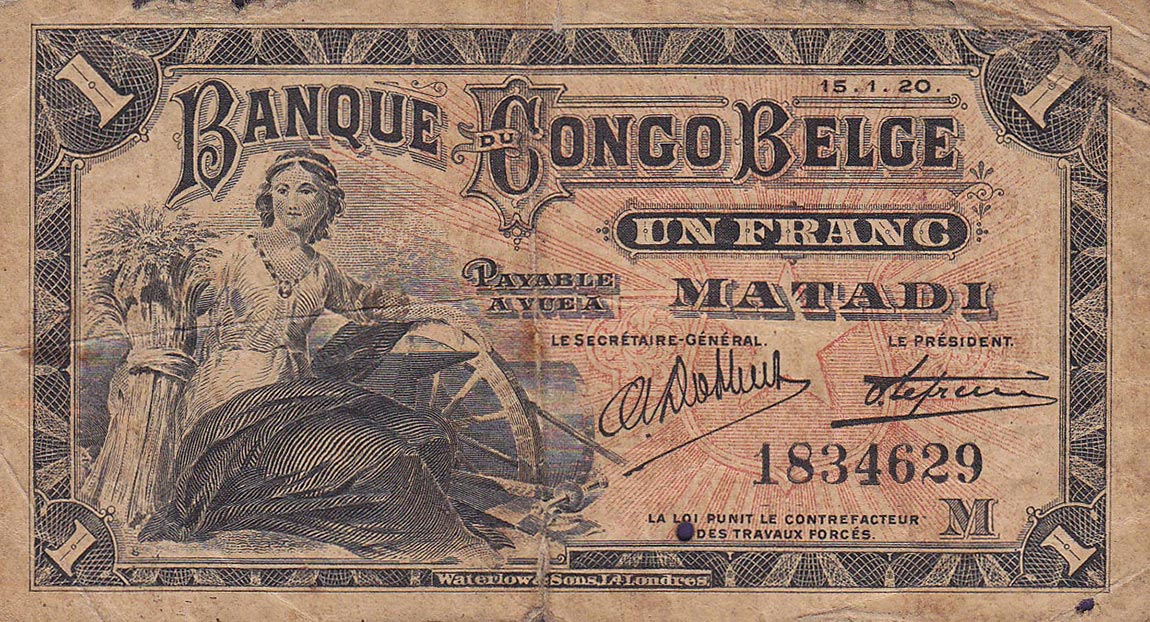 1 1
15.1.20.
BANQUE DU CONGO BELGE
UN FRANC
PAYABLE
A VUE A
MATADI
LE SECRÉTAIRE-GÉNÉRAL. LE PRÉSIDENT.
1834629
M
LA LOI PUNIT LE CONTREFACTEUR
DES TRAVAUX FORCÉS.
1 1
Waterlow & Sons, Ld. Londres.